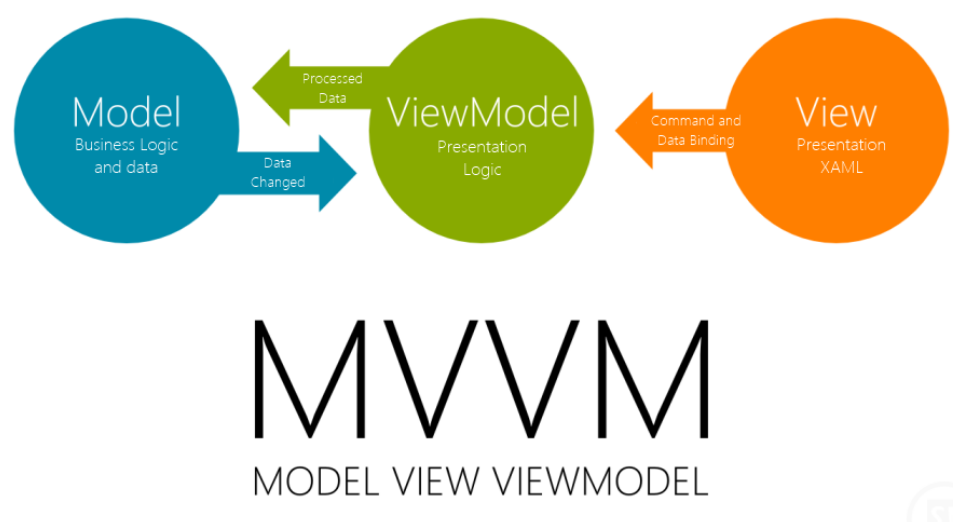 Model
Business Logic
and data
Processed
Data
Data
Changed
ViewModel
Presentation
Logic
Command and
Data Binding
View
Presentation
XAML
MVVM
MODEL VIEW VIEWMODEL